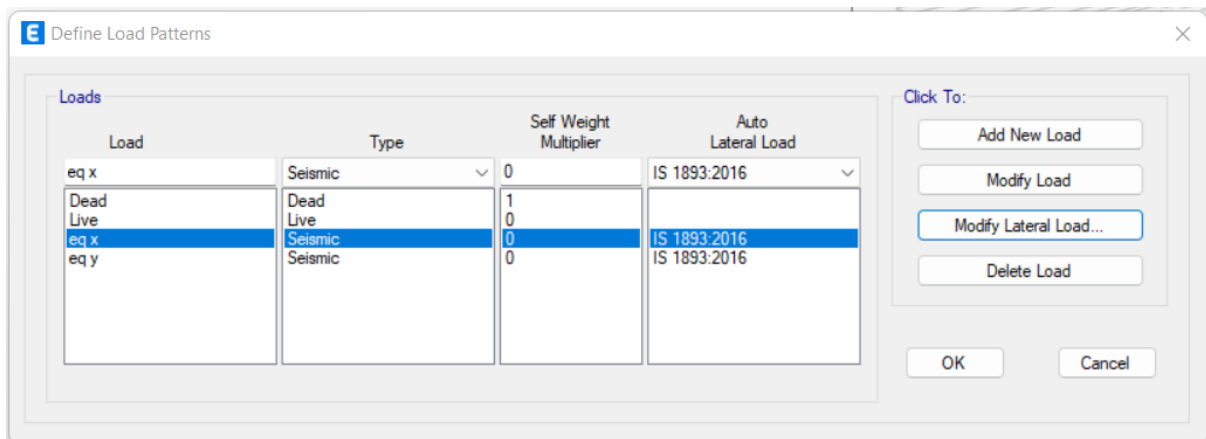 E Define Load Patterns
Loads
Click To:
Load
Type
Self Weight
Multiplier
Auto
Lateral Load
eq x
Seismic
0
IS 1893:2016
Dead Dead 1
Live Live 0
eq x Seismic 0 IS 1893:2016
eq y Seismic 0 IS 1893:2016
Add New Load
Modify Load
Modify Lateral Load...
Delete Load
OK
Cancel